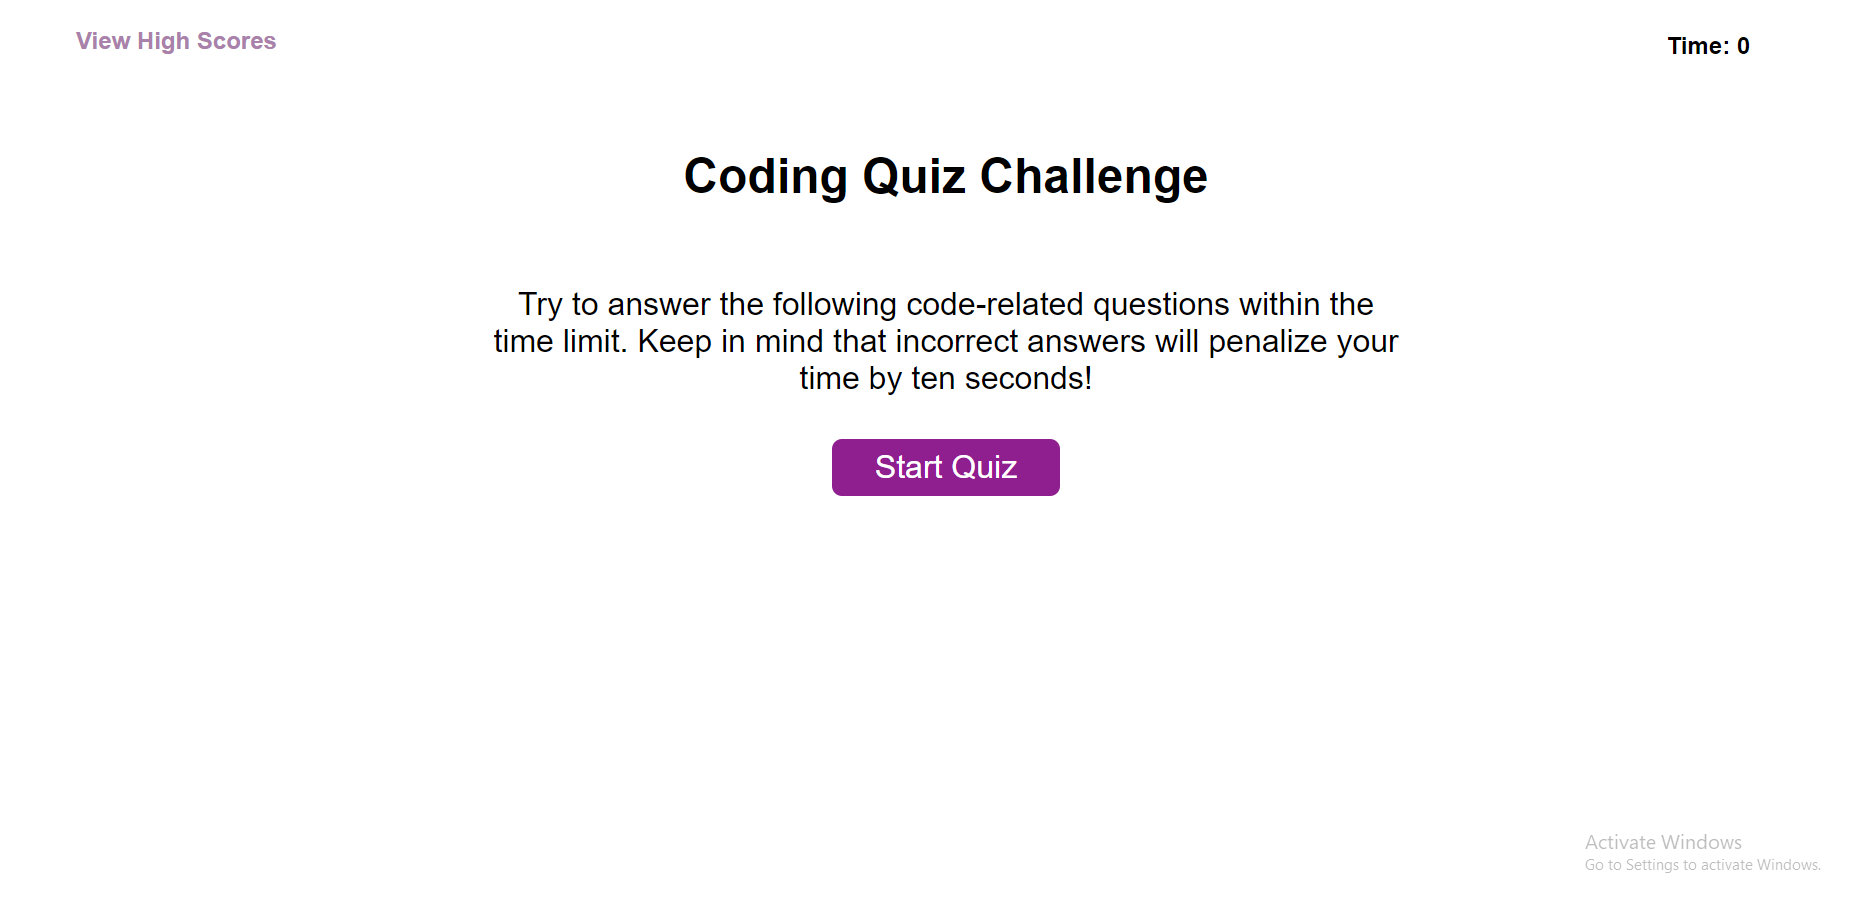 View High Scores
Time: 0
Coding Quiz Challenge
Try to answer the following code-related questions within the
time limit. Keep in mind that incorrect answers will penalize your
time by ten seconds!
Start Quiz
Activate Windows
Go to Settings to activate Windows.